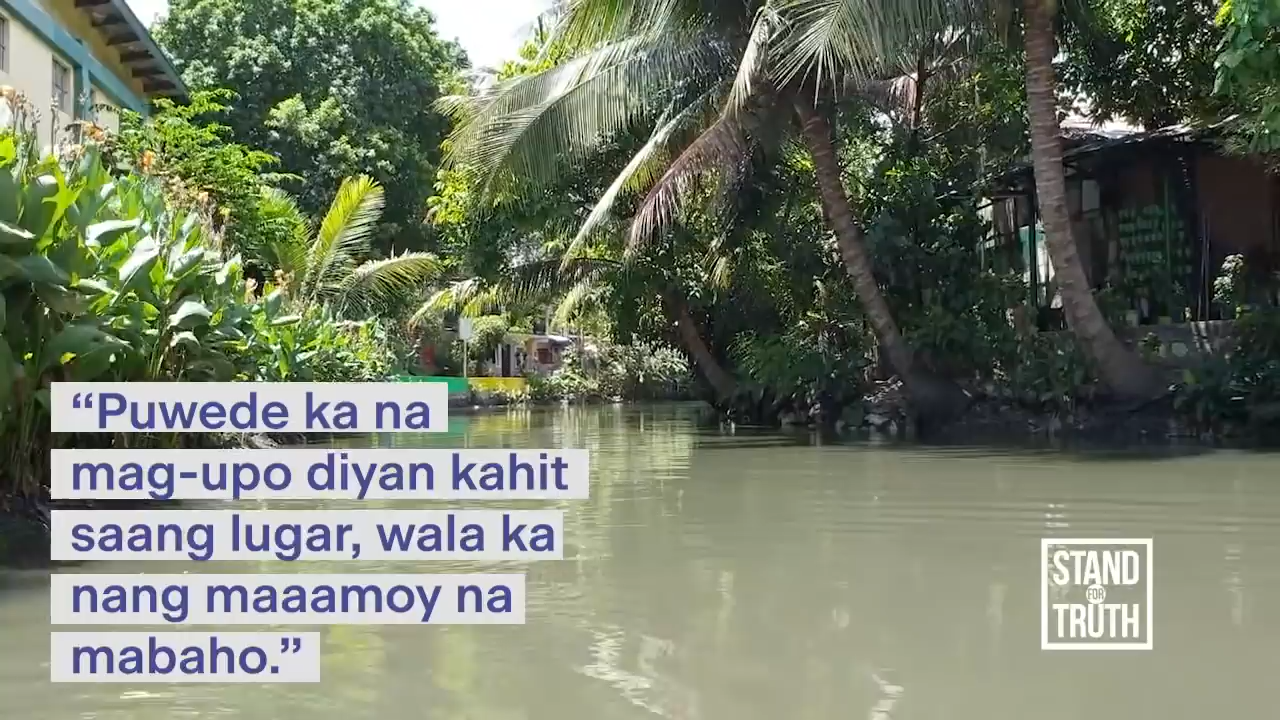 “Puwede ka na
mag-upo diyan kahit
saang lugar, wala ka
nang maaamoy na
mabaho.”
STAND
FOR
TRUTH